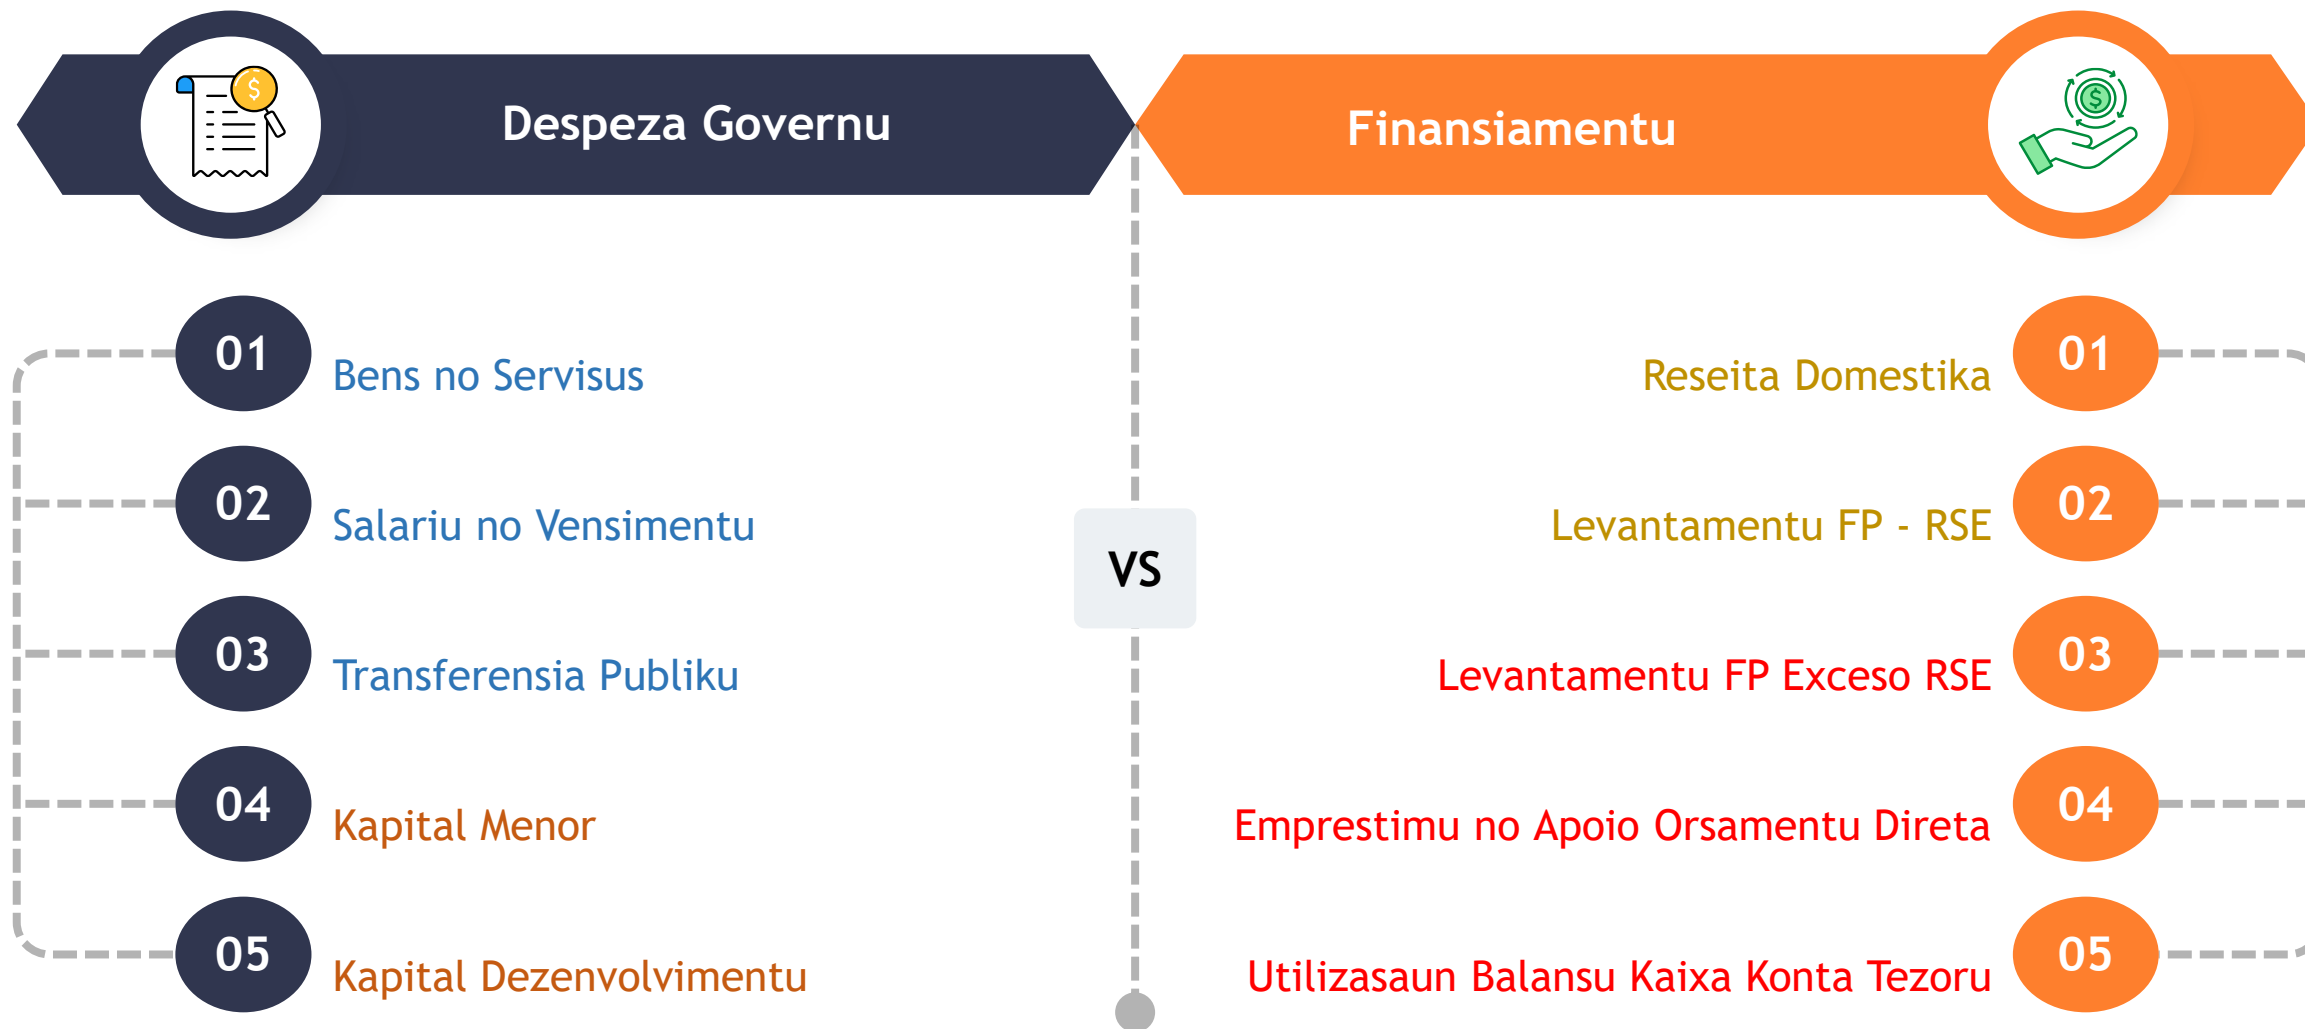 Despeza Governu
01
Bens no Servisus
02
Salariu no Vensimentu
03
Transferensia Publiku
04
Kapital Menor
05
Kapital Dezenvolvimentu
VS
Finansiamentu
Reseita Domestika
01
Levantamentu FP - RSE
02
Levantamentu FP Exceso RSE
03
Emprestimu no Apoio Orsamentu Direta
04
Utilizasaun Balansu Kaixa Konta Tezoru
05